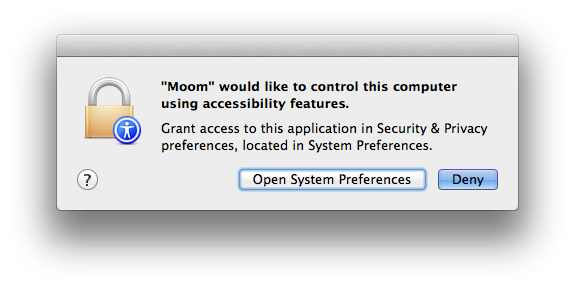 "Moom" would like to control this computer
using accessibility features.
Grant access to this application in Security & Privacy
preferences, located in System Preferences.
? Open System Preferences Deny